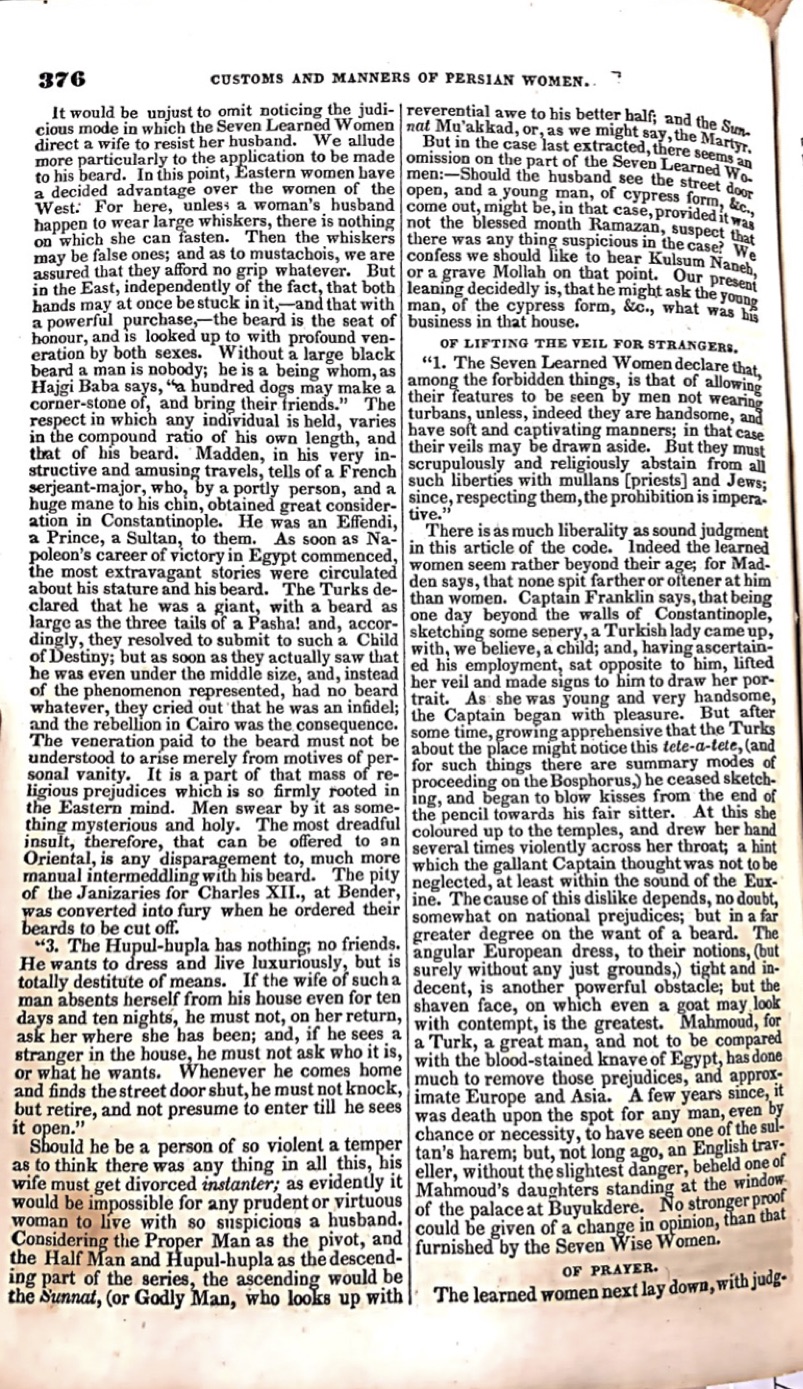 376
CUSTOMS AND MANNERS OF PERSIAN WOMEN.
It would be unjust to omit noticing the judi-
cious mode in which the Seven Learned Women
direct a wife to resist her husband. We allude
more particularly to the application to be made
to his beard. In this point, Eastern women have
a decided advantage over the women of the
West: For here, unless a woman's husband
happen to wear large whiskers, there is nothing
on which she can fasten. Then the whiskers
may be false ones; and as to mustachois, we are
assured that they afford no grip whatever. But
in the East, independently of the fact, that both
hands may at once be stuck in it,—and that with
a powerful purchase,—the beard is the seat of
honour, and is looked up to with profound ven-
eration by both sexes. Without a large black
beard a man is nobody; he is a being whom, as
Hajgi Baba says, "a hundred dogs may make a
corner-stone of, and bring their friends." The
respect in which any individual is held, varies
in the compound ratio of his own length, and
that of his beard. Madden, in his very in-
structive and amusing travels, tells of a French
serjeant-major, who, by a portly person, and a
huge mane to his chin, obtained great consider-
ation in Constantinople. He was an Effendi,
a Prince, a Sultan, to them. As soon as Na-
poleon's career of victory in Egypt commenced,
the most extravagant stories were circulated
about his stature and his beard. The Turks de-
clared that he was a giant, with a beard as
large as the three tails of a Pasha! and, accor-
dingly, they resolved to submit to such a Child
of Destiny; but as soon as they actually saw that
he was even under the middle size, and, instead
of the phenomenon represented, had no beard
whatever, they cried out that he was an infidel;
and the rebellion in Cairo was the consequence.
The veneration paid to the beard must not be
understood to arise merely from motives of per-
sonal vanity. It is a part of that mass of re-
ligious prejudices which is so firmly rooted in
the Eastern mind. Men swear by it as some-
thing mysterious and holy. The most dreadful
insult, therefore, that can be offered to an
Oriental, is any disparagement to, much more
manual intermeddling with his beard. The pity
of the Janizaries for Charles XII., at Bender,
was converted into fury when he ordered their
beards to be cut off.
"3. The Hupul-hupla has nothing; no friends.
He wants to dress and live luxuriously, but is
totally destitute of means. If the wife of such a
man absents herself from his house even for ten
days and ten nights, he must not, on her return,
ask her where she has been; and, if he sees a
stranger in the house, he must not ask who it is,
or what he wants. Whenever he comes home
and finds the street door shut, he must not knock,
but retire, and not presume to enter till he sees
it open."
Should he be a person of so violent a temper
as to think there was any thing in all this, his
wife must get divorced instanter; as evidently it
would be impossible for any prudent or virtuous
woman to live with so suspicious a husband.
Considering the Proper Man as the pivot, and
the Half Man and Hupul-hupla as the descend-
ing part of the series, the ascending would be
the Sunnat, (or Godly Man, who looks up with
reverential awe to his better half; and the Sun-
nat Mu'akkad, or, as we might say, the Martyr.
But in the case last extracted, there seems an
omission on the part of the Seven Learned Wo-
men:—Should the husband see the street door
open, and a young man, of cypress form, &c.,
come out, might be, in that case, provided it was
not the blessed month Ramazan, suspect that
there was any thing suspicious in the case? We
confess we should like to hear Kulsum Naneh,
or a grave Mollah on that point. Our present
leaning decidedly is, that he might ask the young
man, of the cypress form, &c., what was his
business in that house.
OF LIFTING THE VEIL FOR STRANGERS.
"1. The Seven Learned Women declare that,
among the forbidden things, is that of allowing
their features to be seen by men not wearing
turbans, unless, indeed they are handsome, and
have soft and captivating manners; in that case
their veils may be drawn aside. But they must
scrupulously and religiously abstain from all
such liberties with mullans [priests] and Jews;
since, respecting them, the prohibition is impera-
tive."
There is as much liberality as sound judgment
in this article of the code. Indeed the learned
women seem rather beyond their age; for Mad-
den says, that none spit farther or oftener at him
than women. Captain Franklin says, that being
one day beyond the walls of Constantinople,
sketching some senery, a Turkish lady came up,
with, we believe, a child; and, having ascertain-
ed his employment, sat opposite to him, lifted
her veil and made signs to him to draw her por-
trait. As she was young and very handsome,
the Captain began with pleasure. But after
some time, growing apprehensive that the Turks
about the place might notice this tete-a-tete, (and
for such things there are summary modes of
proceeding on the Bosphorus,) he ceased sketch-
ing, and began to blow kisses from the end of
the pencil towards his fair sitter. At this she
coloured up to the temples, and drew her hand
several times violently across her throat; a hint
which the gallant Captain thought was not to be
neglected, at least within the sound of the Eux-
ine. The cause of this dislike depends, no doubt,
somewhat on national prejudices; but in a far
greater degree on the want of a beard. The
angular European dress, to their notions, (but
surely without any just grounds,) tight and in-
decent, is another powerful obstacle; but the
shaven face, on which even a goat may look
with contempt, is the greatest. Mahmoud, for
a Turk, a great man, and not to be compared
with the blood-stained knave of Egypt, has done
much to remove those prejudices, and approx-
imate Europe and Asia. A few years since, it
was death upon the spot for any man, even by
chance or necessity, to have seen one of the sul-
tan's harem; but, not long ago, an English trav-
eller, without the slightest danger, beheld one of
Mahmoud's daughters standing at the window
of the palace at Buyukdere. No stronger proof
could be given of a change in opinion, than that
furnished by the Seven Wise Women.
OF PRAYER.
The learned women next lay down, with judg-